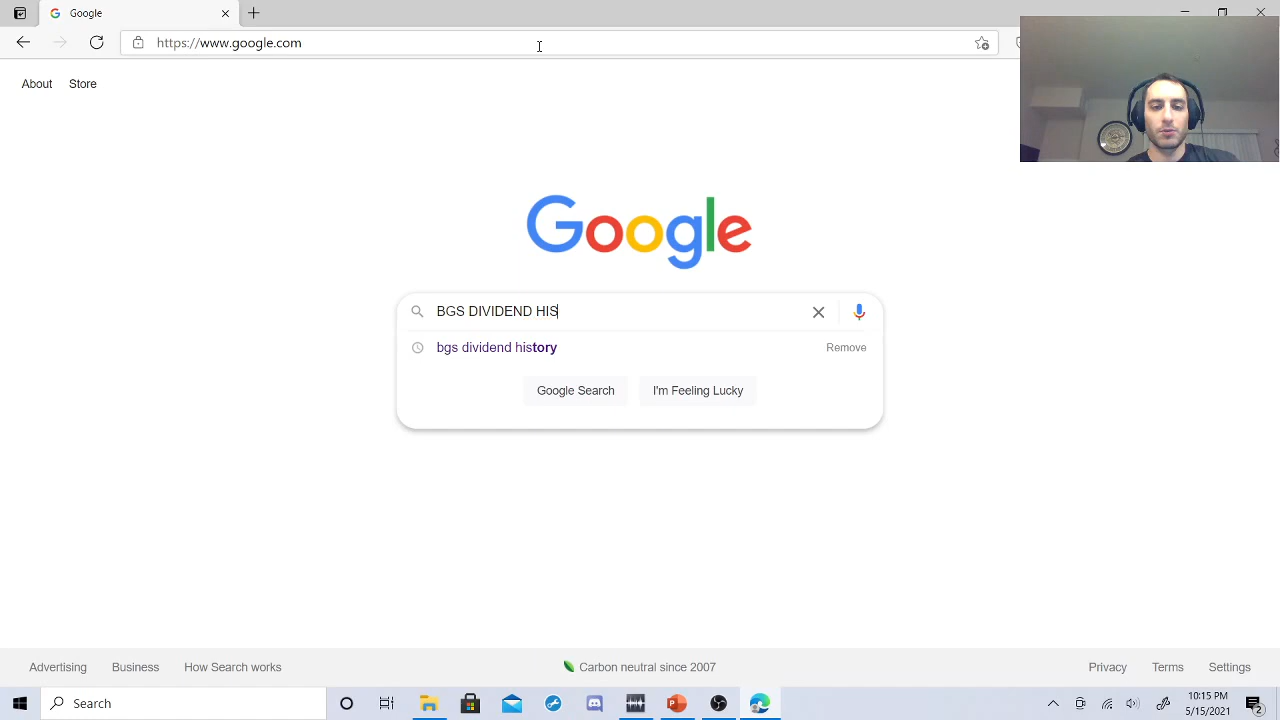 Google
https://www.google.com
About Store
Google
BGS DIVIDEND HIS
bgs dividend history
Remove
Google Search
I'm Feeling Lucky
Advertising Business How Search works
Carbon neutral since 2007
Privacy Terms Settings
Search
10:15 PM
5/15/2021
2